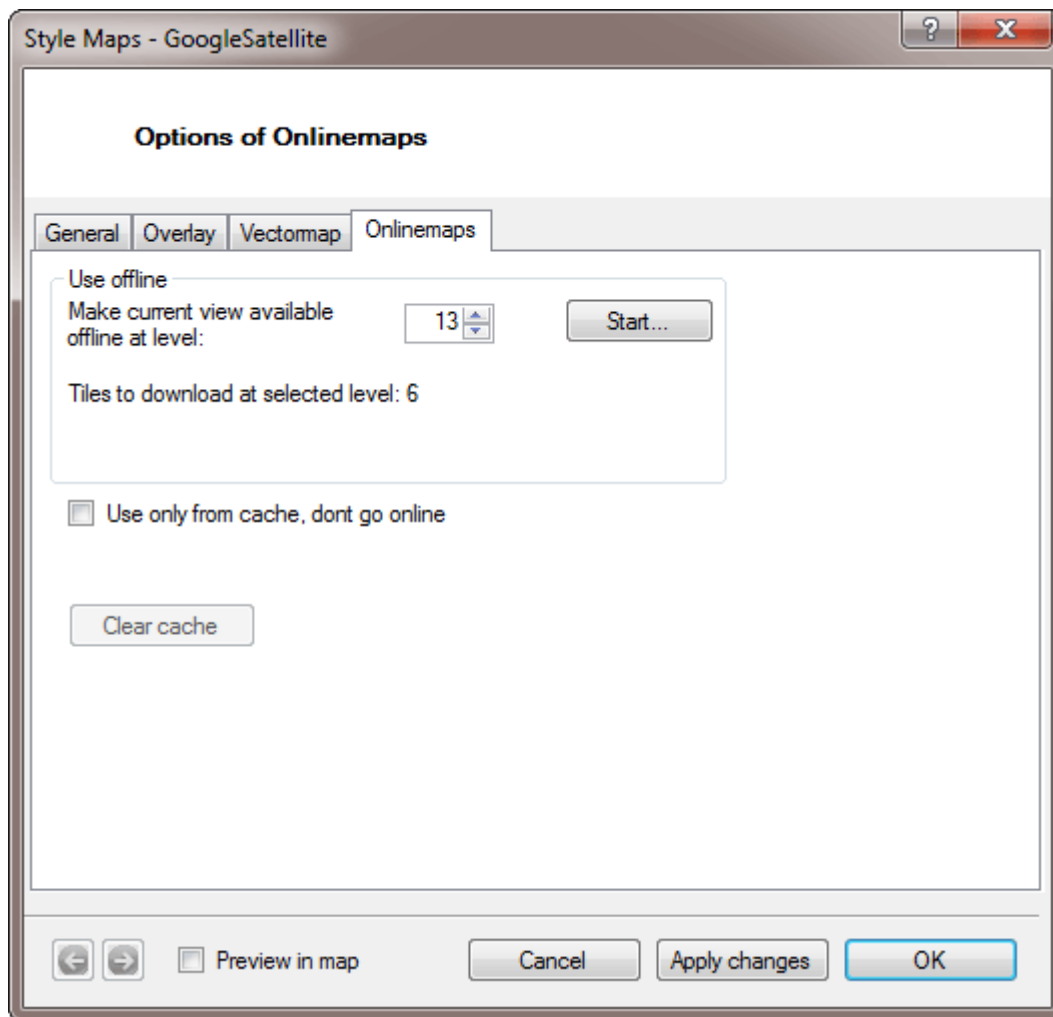 Style Maps - GoogleSatellite
?
X
Options of Onlinemaps
General Overlay Vectormap Onlinemaps
Use offline
Make current view available
offline at level:
13
Start...
Tiles to download at selected level: 6
Use only from cache, dont go online
Clear cache
Preview in map
Cancel
Apply changes
OK